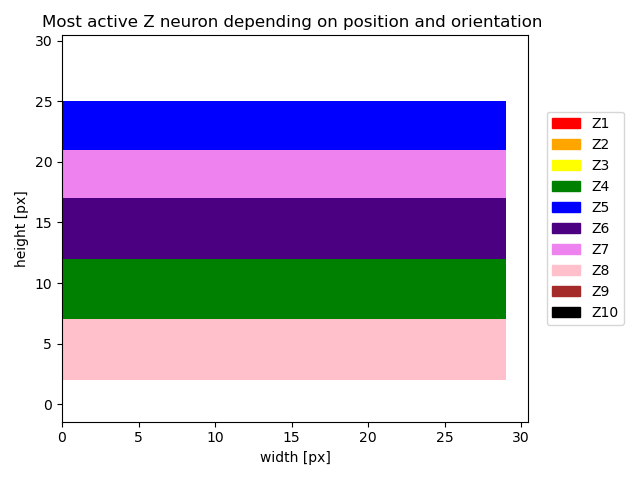 Most active Z neuron depending on position and orientation
30
25
20
15
10
5
0
height [px]
0 5 10 15 20 25 30
width [px]
Z1
Z2
Z3
Z4
Z5
Z6
Z7
Z8
Z9
Z10